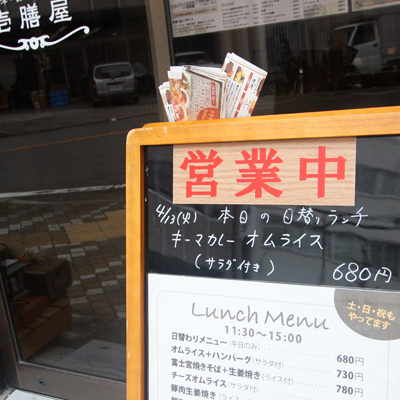 壱膳屋
営業中
4/13(火) 本日の日替りランチ
キーマカレーオムライス
(サラダ付き) 680円
土・日・祝も
やってます
Lunch Menu
11:30〜15:00
日替わりメニュー(平日のみ) 680円
オムライス+ハンバーグ(サラダ付) 730円
富士宮焼きそば+生姜焼き(ライス付) 780円
チーズオムライス(サラダ付)
豚肉生姜焼き